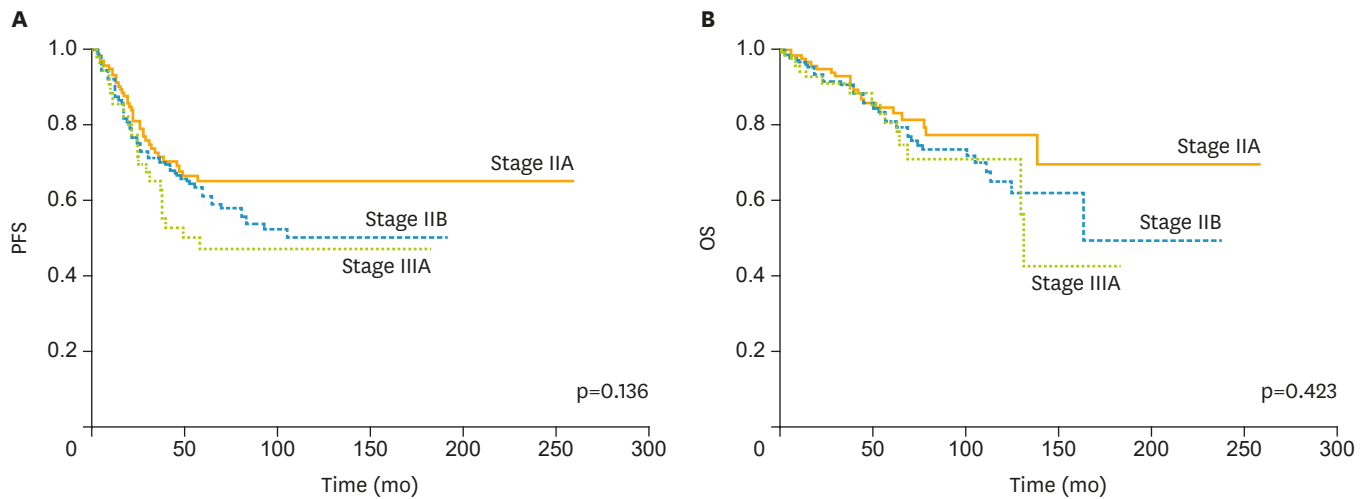 A
1.0
0.8
0.6
0.4
0.2
0
PFS
Stage IIA
Stage IIB
Stage IIIA
p=0.136
50
100
150
200
250
300
Time (mo)
B
1.0
0.8
0.6
0.4
0.2
0
OS
Stage IIA
Stage IIB
Stage IIIA
p=0.423
50
100
150
200
250
300
Time (mo)